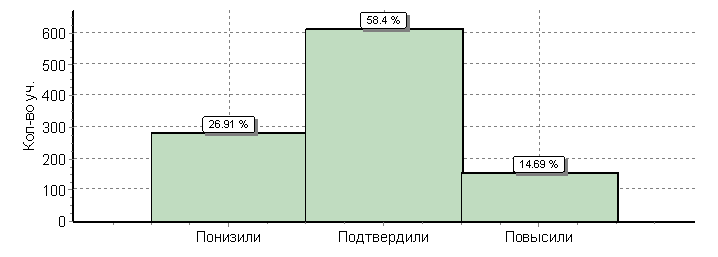 Кол-во уч.
600
500
400
300
200
100
0
26.91 %
58.4 %
14.69 %
Понизили
Подтвердили
Повысили